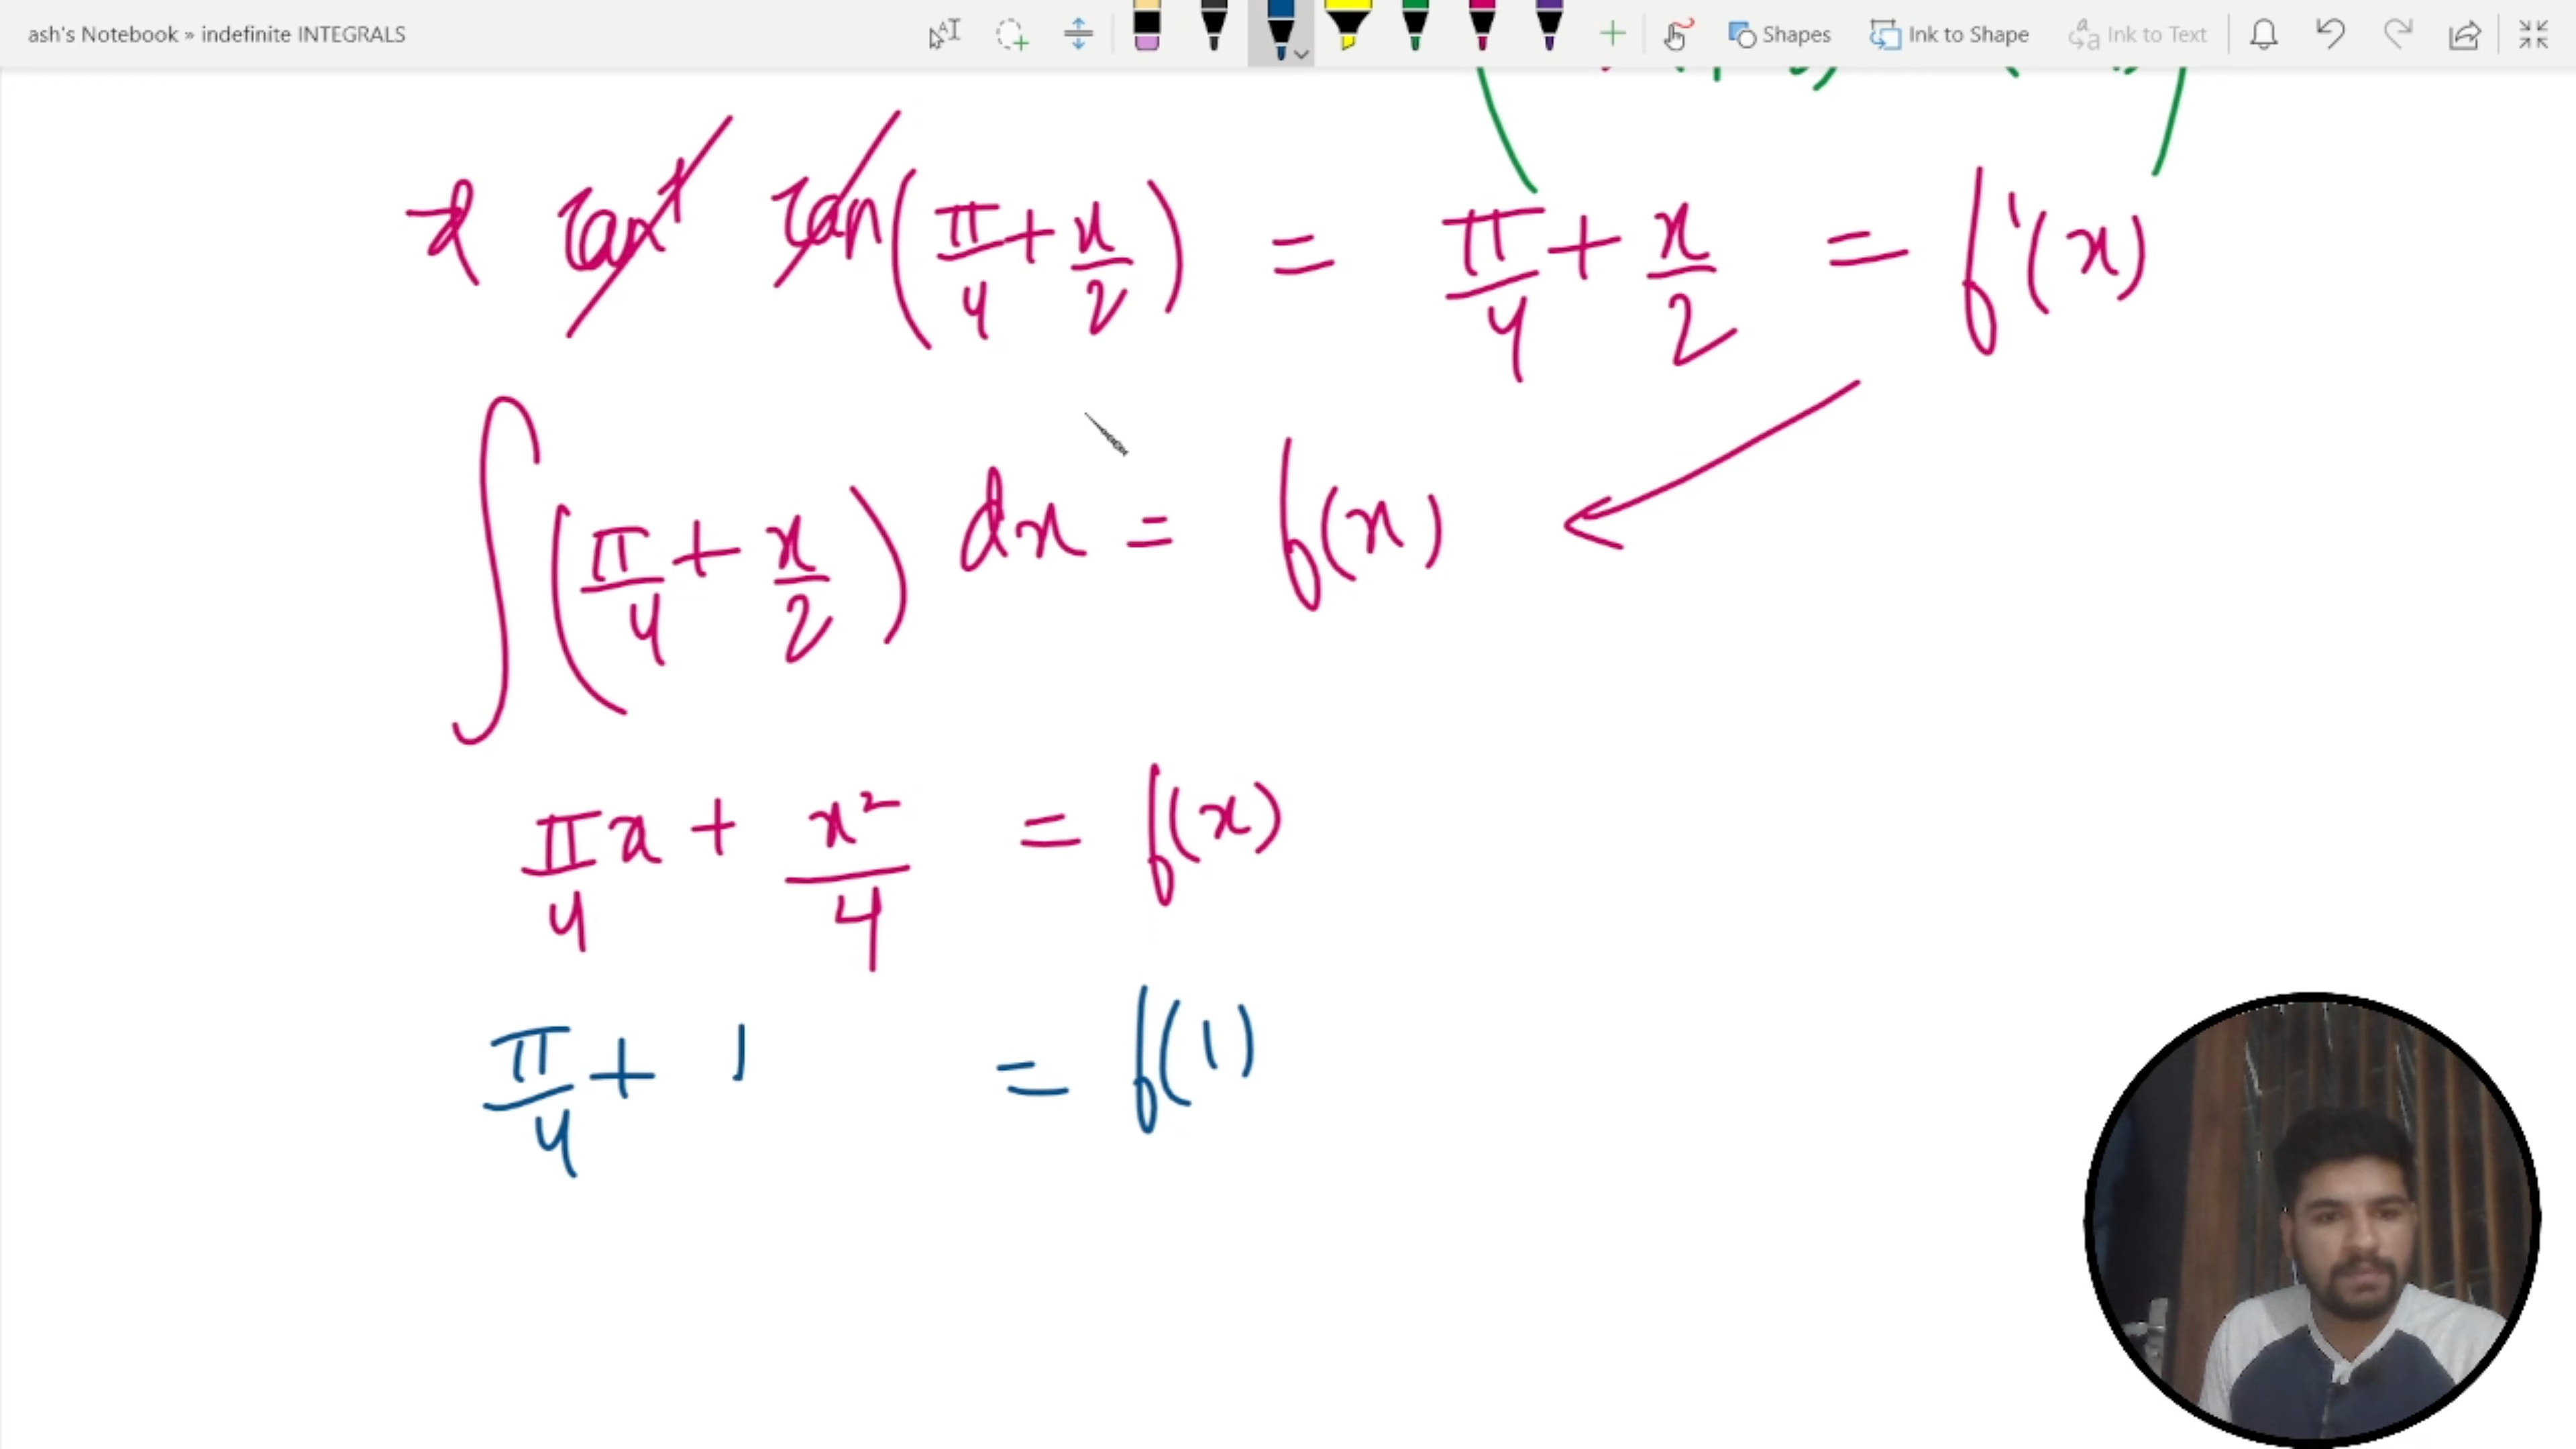 ash's Notebook » indefinite INTEGRALS
Shapes
Ink to Shape
Ink to Text
tan⁻¹ tan(π/4 + x/2) = π/4 + x/2 = f'(x)
∫(π/4 + x/2) dx = f(x)
π/4 x + x²/4 = f(x)
π/4 + 1 = f(1)